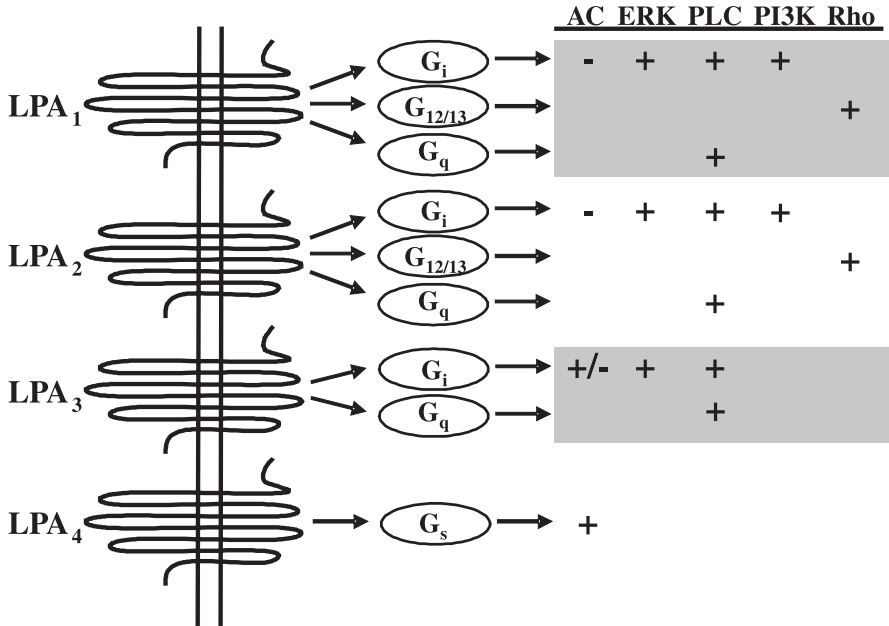 AC ERK PLC PI3K Rho
LPA1
Gi - + + +
G12/13 +
Gq +
LPA2
Gi - + + +
G12/13 +
Gq +
LPA3
Gi +/- + +
Gq +
LPA4
Gs +